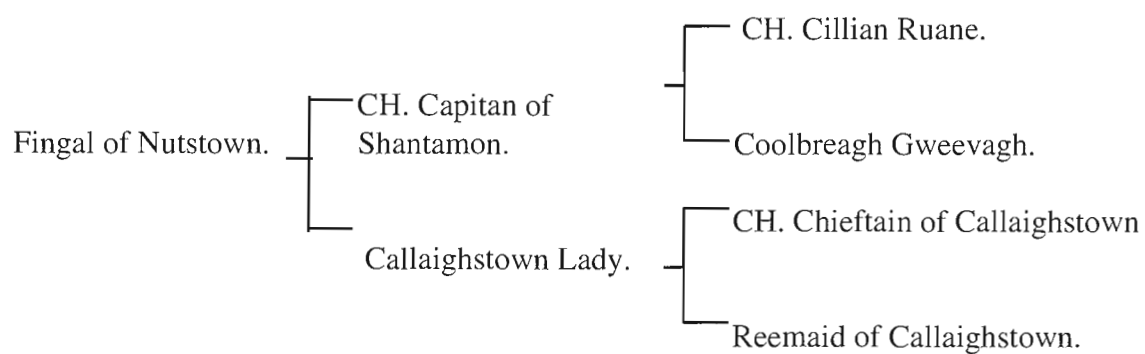 CH. Cillian Ruane.
CH. Capitan of
Shantamon.
Fingal of Nutstown.
Coolbreagh Gweevagh.
CH. Chieftain of Callaighstown
Callaighstown Lady.
Reemaid of Callaighstown.